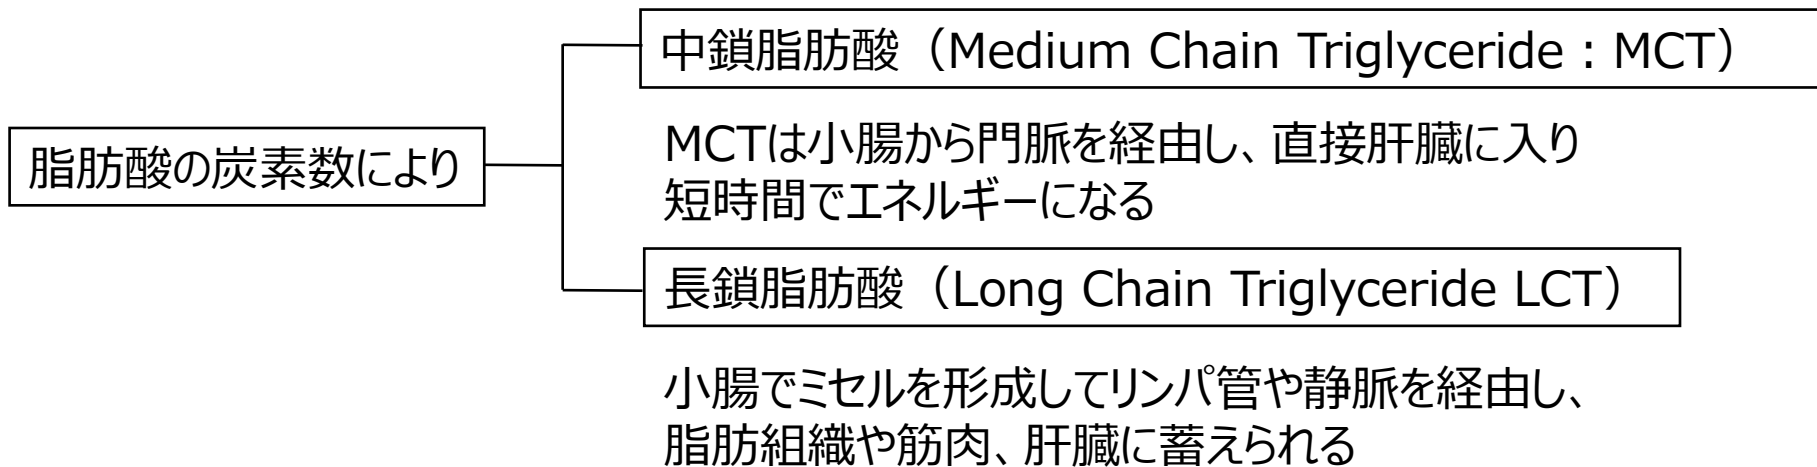 中鎖脂肪酸（Medium Chain Triglyceride：MCT）
脂肪酸の炭素数により
MCTは小腸から門脈を経由し、直接肝臓に入り
短時間でエネルギーになる
長鎖脂肪酸（Long Chain Triglyceride LCT）
小腸でミセルを形成してリンパ管や静脈を経由し、
脂肪組織や筋肉、肝臓に蓄えられる